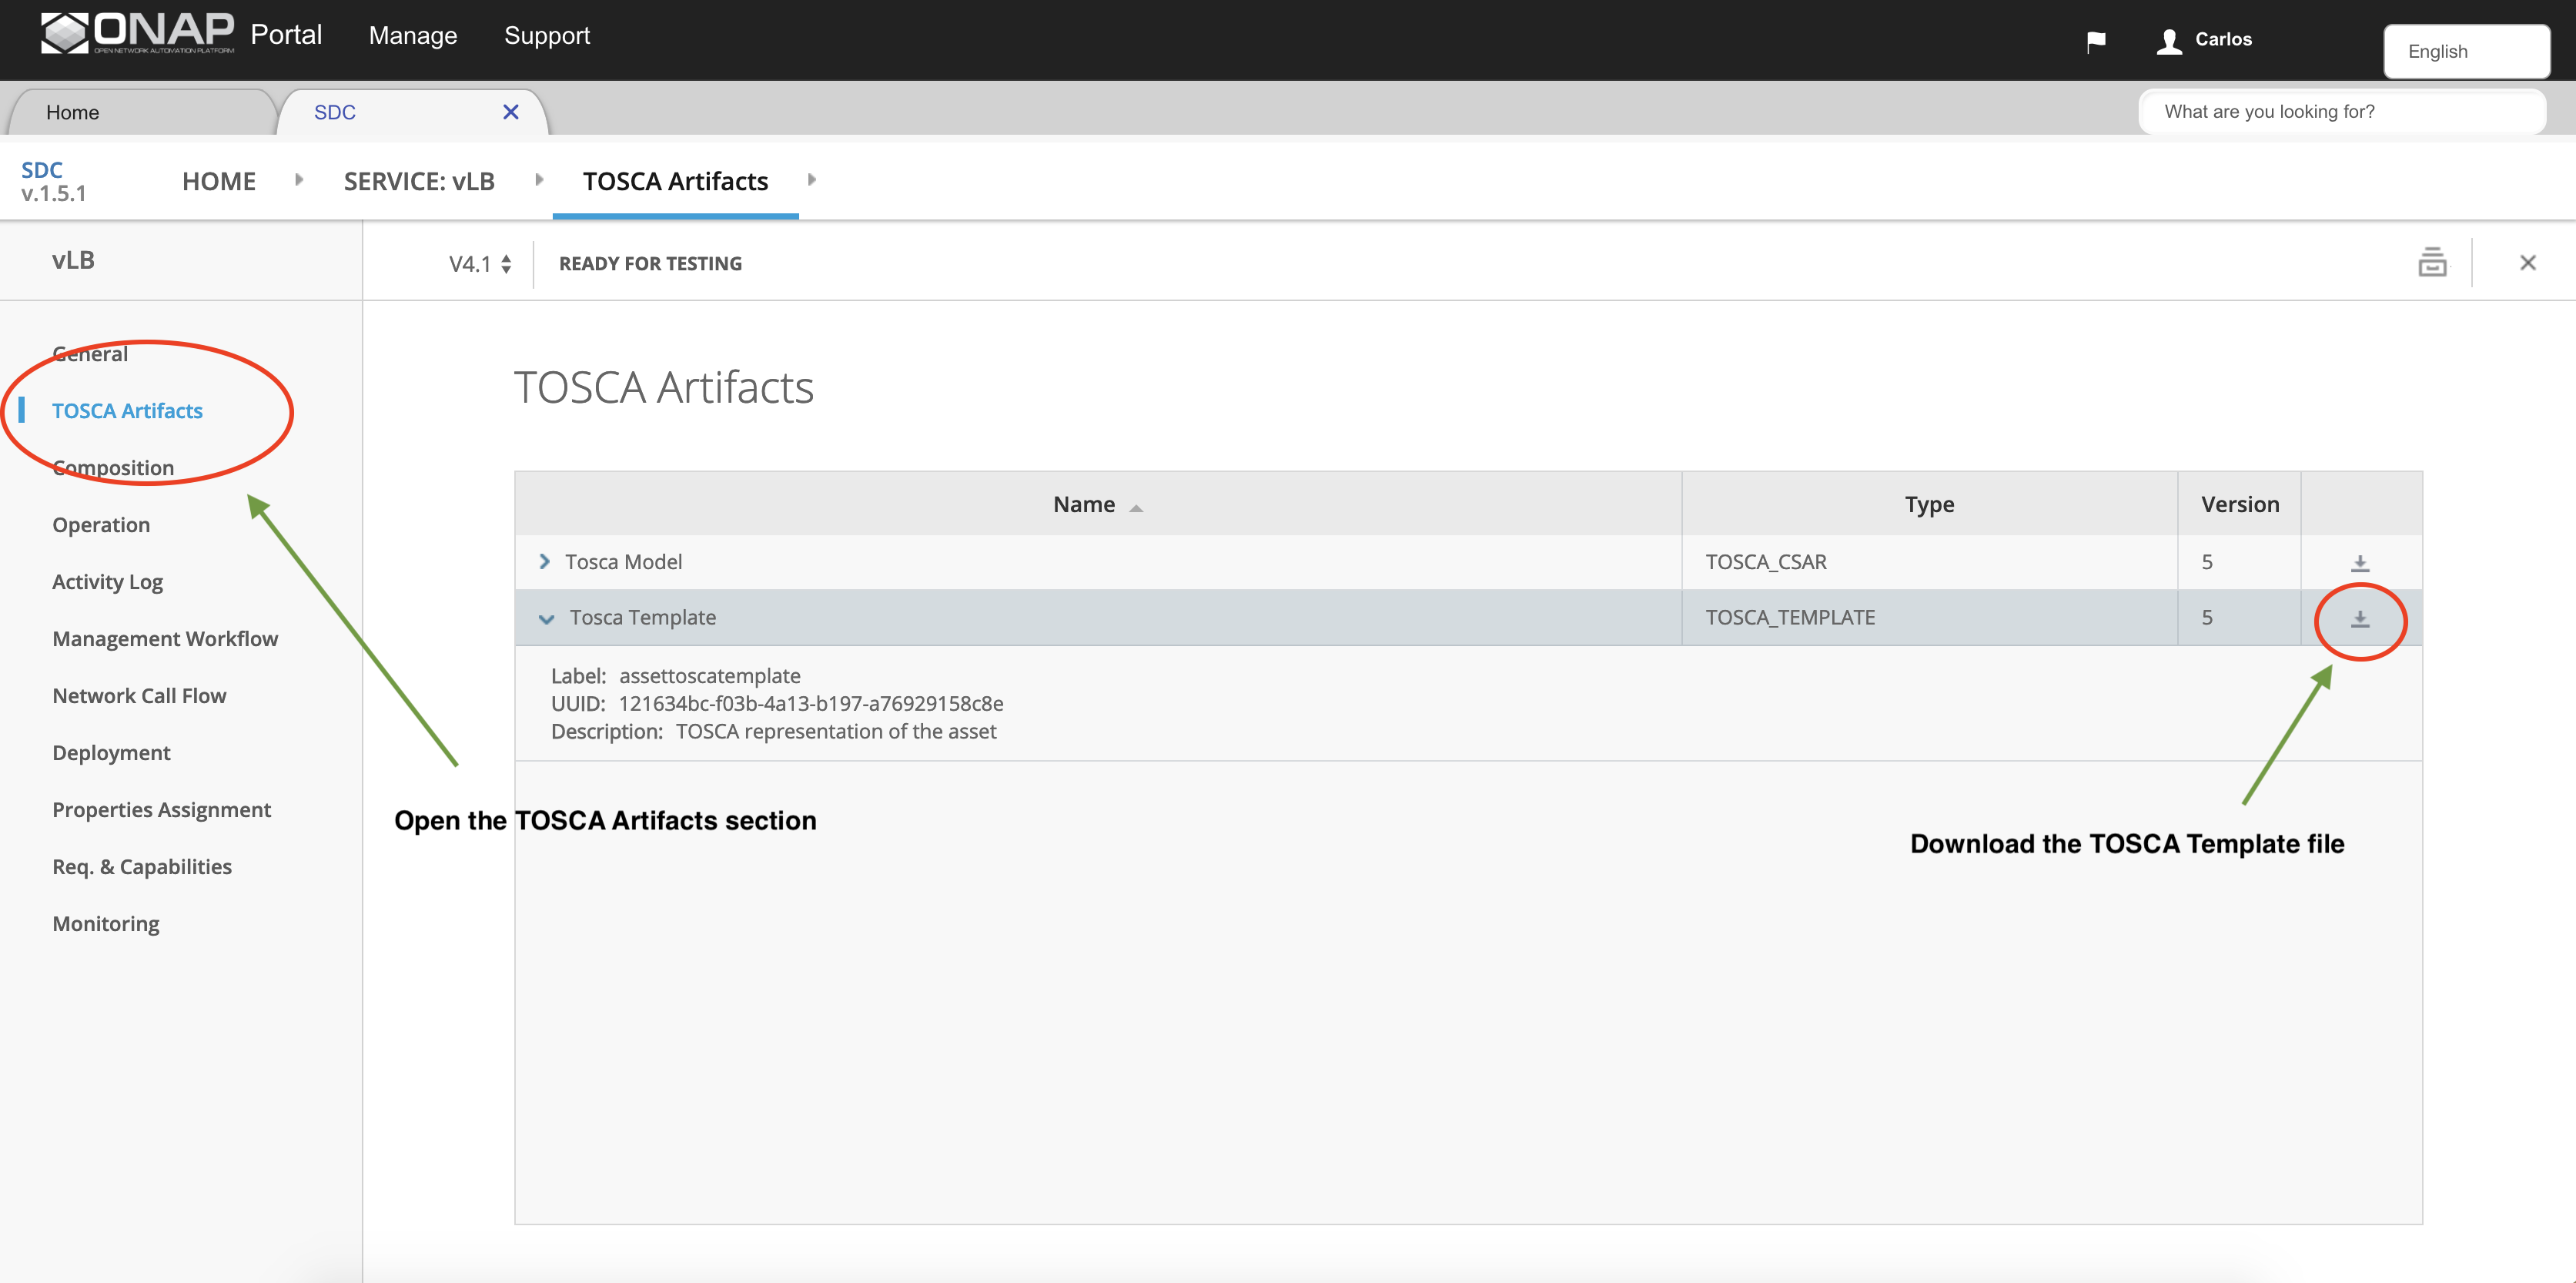 ONAP Portal Manage Support Carlos English
OPEN NETWORK AUTOMATION PLATFORM
Home SDC What are you looking for?
SDC
v.1.5.1
HOME SERVICE: vLB TOSCA Artifacts
vLB V4.1 READY FOR TESTING
General
TOSCA Artifacts
Composition
Operation
Activity Log
Management Workflow
Network Call Flow
Deployment
Properties Assignment
Req. & Capabilities
Monitoring
TOSCA Artifacts
Name Type Version
Tosca Model TOSCA_CSAR 5
Tosca Template TOSCA_TEMPLATE 5
Label: assettoscatemplate
UUID: 121634bc-f03b-4a13-b197-a76929158c8e
Description: TOSCA representation of the asset
Open the TOSCA Artifacts section
Download the TOSCA Template file